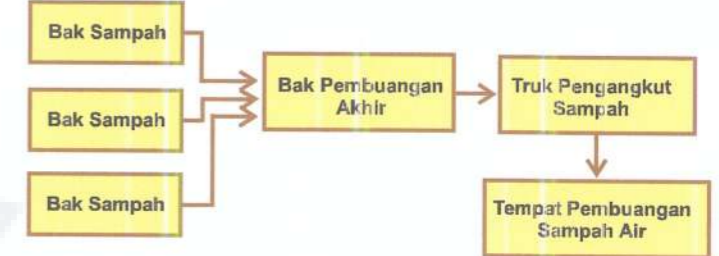 Bak Sampah
Bak Sampah
Bak Sampah
Bak Pembuangan
Akhir
Truk Pengangkut
Sampah
Tempat Pembuangan
Sampah Air